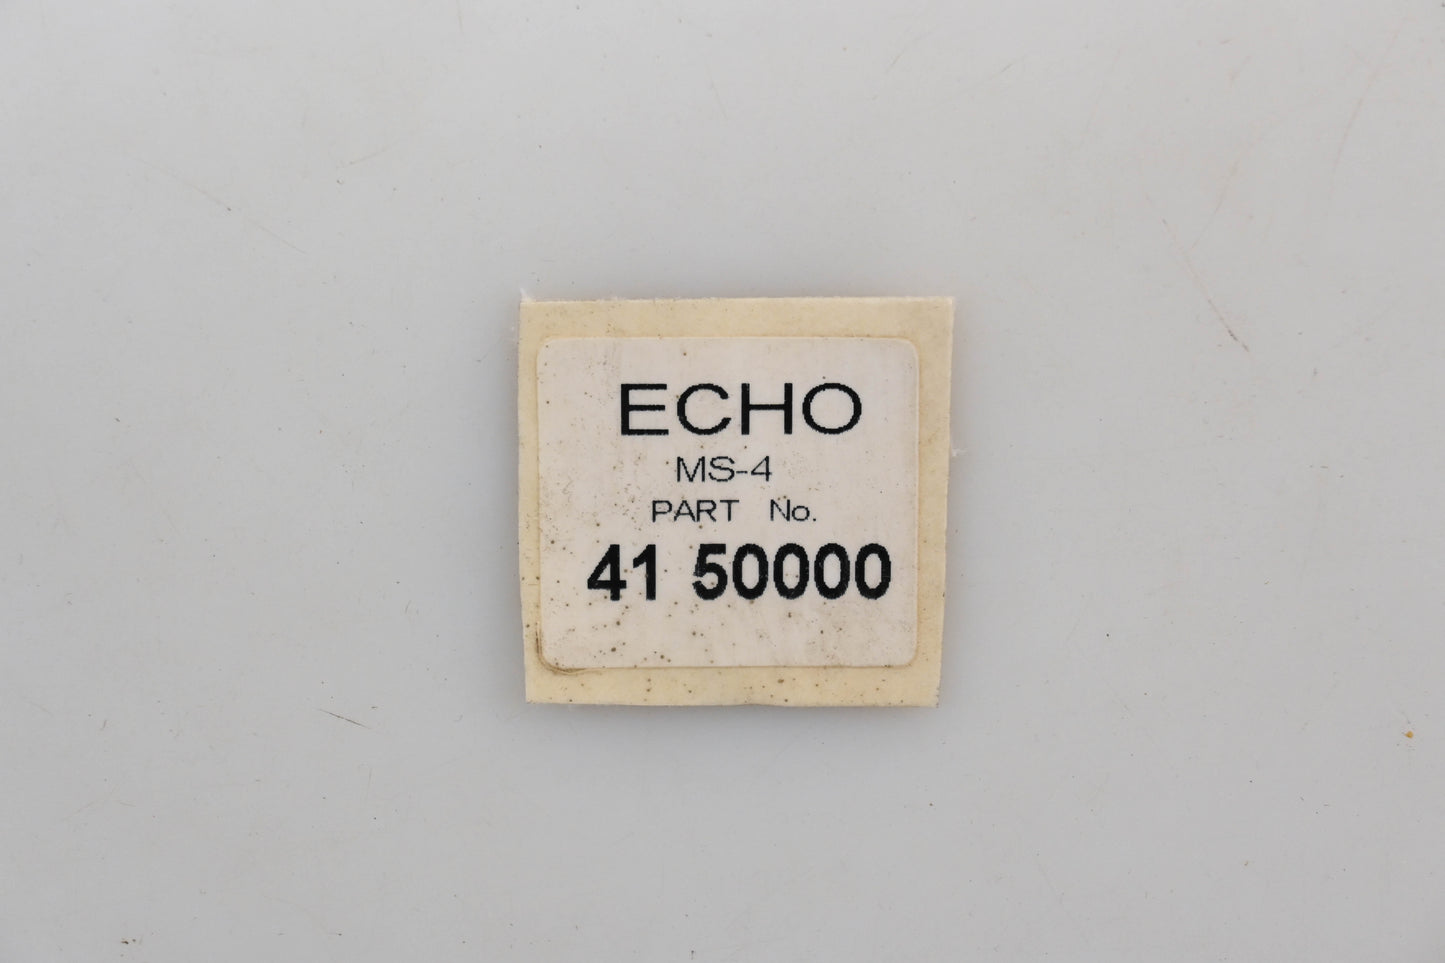 ECHO
MS-4
PART No.
41 50000